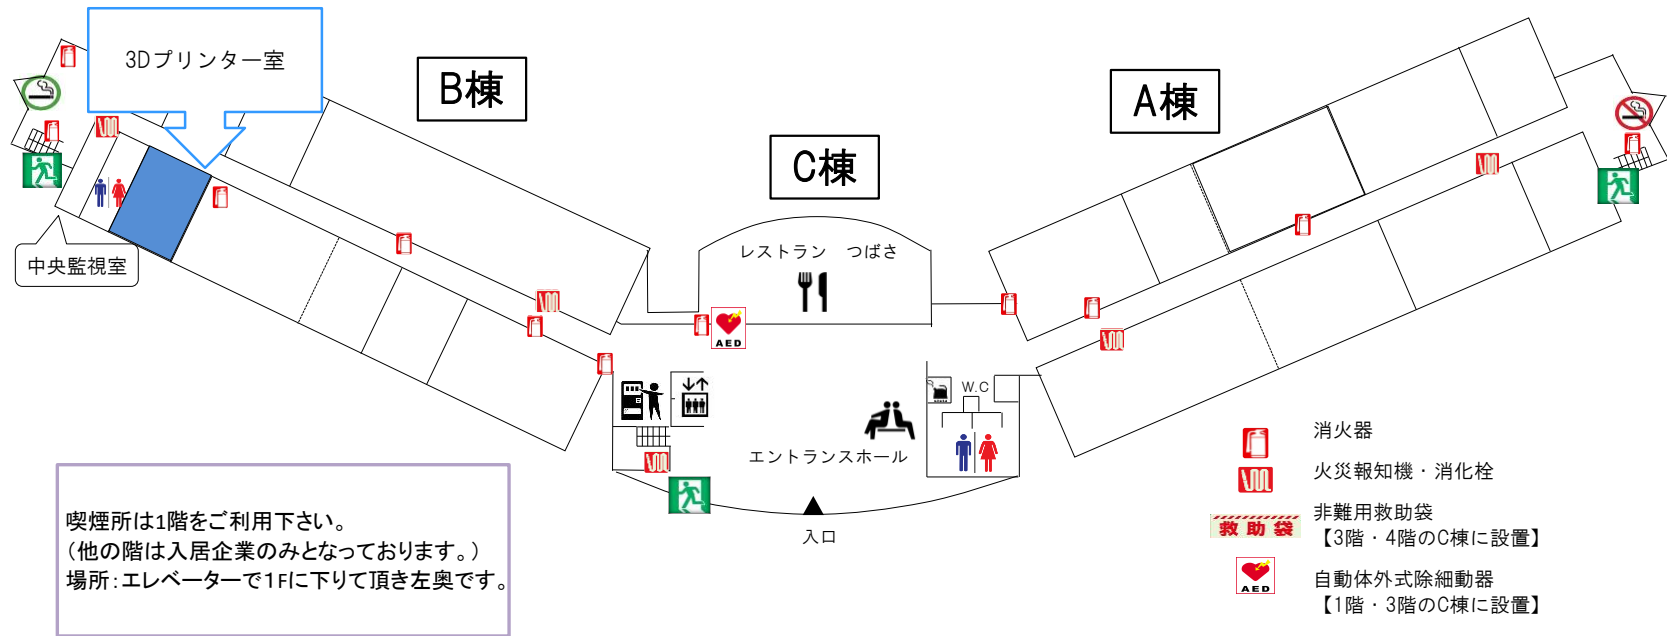 3Dプリンター室
B棟
A棟
C棟
レストラン　つばさ
中央監視室
AED
W.C
エントランスホール
入口
喫煙所は1階をご利用下さい。
(他の階は入居企業のみとなっております。)
場所：エレベーターで1Fに下りて頂き左奥です。
消火器
火災報知機・消化栓
救助袋
非難用救助袋
【3階・4階のC棟に設置】
AED
自動体外式除細動器
【1階・3階のC棟に設置】